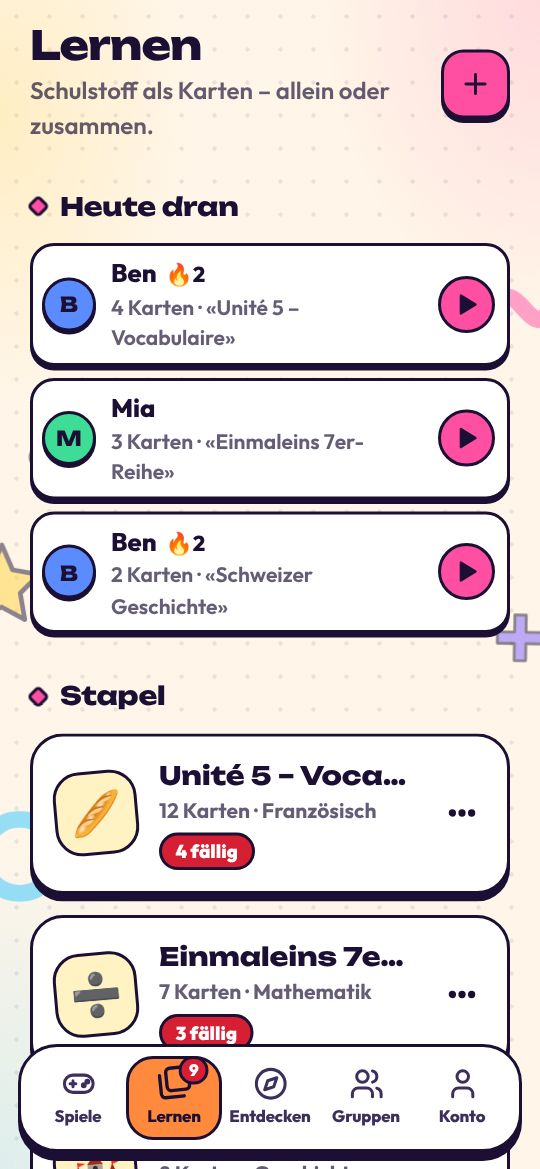 Lernen
Schulstoff als Karten – allein oder
zusammen.
Heute dran
B
Ben 🔥2
4 Karten · «Unité 5 –
Vocabulaire»
M
Mia
3 Karten · «Einmaleins 7er-
Reihe»
B
Ben 🔥2
2 Karten · «Schweizer
Geschichte»
Stapel
Unité 5 – Voca...
12 Karten · Französisch
4 fällig
Einmaleins 7e...
7 Karten · Mathematik
3 fällig
9
Spiele
Lernen
Entdecken
Gruppen
Konto